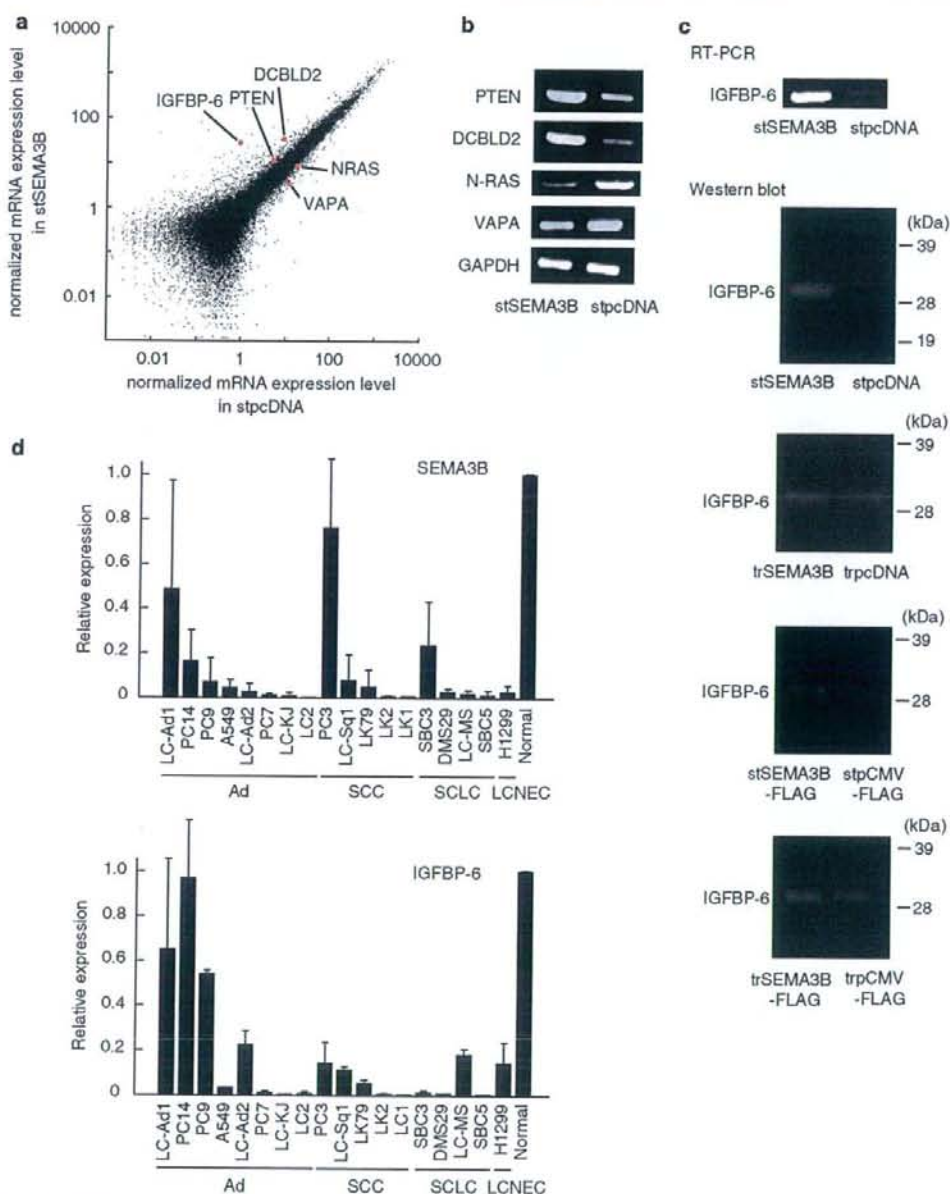 a
10000
100
1
0.01
normalized mRNA expression level
in stSEMA3B
IGFBP-6
PTEN
DCBLD2
NRAS
VAPA
0.01 1 100 10000
normalized mRNA expression level
in stpcDNA
b
PTEN
DCBLD2
N-RAS
VAPA
GAPDH
stSEMA3B stpcDNA
c
RT-PCR
IGFBP-6
stSEMA3B stpcDNA
Western blot
(kDa)
39
IGFBP-6
28
19
stSEMA3B stpcDNA
(kDa)
39
IGFBP-6
28
trSEMA3B trpcDNA
(kDa)
39
IGFBP-6
28
stSEMA3B stpCMV
-FLAG -FLAG
(kDa)
39
IGFBP-6
28
trSEMA3B trpCMV
-FLAG -FLAG
d
SEMA3B
Relative expression
1.0
0.8
0.6
0.4
0.2
0
LC-Ad1 PC14 PC9 A549 LC-Ad2 PC7 LC-KJ LC2 PC3 LC-Sq1 LK79 LK2 LK1 SBC3 DMS29 LC-MS SBC5 H1299 Normal
Ad SCC SCLC LCNEC
IGFBP-6
Relative expression
1.0
0.8
0.6
0.4
0.2
0
LC-Ad1 PC14 PC9 A549 LC-Ad2 PC7 LC-KJ LC2 PC3 LC-Sq1 LK79 LK2 LC1 SBC3 DMS29 LC-MS SBC5 H1299 Normal
Ad SCC SCLC LCNEC